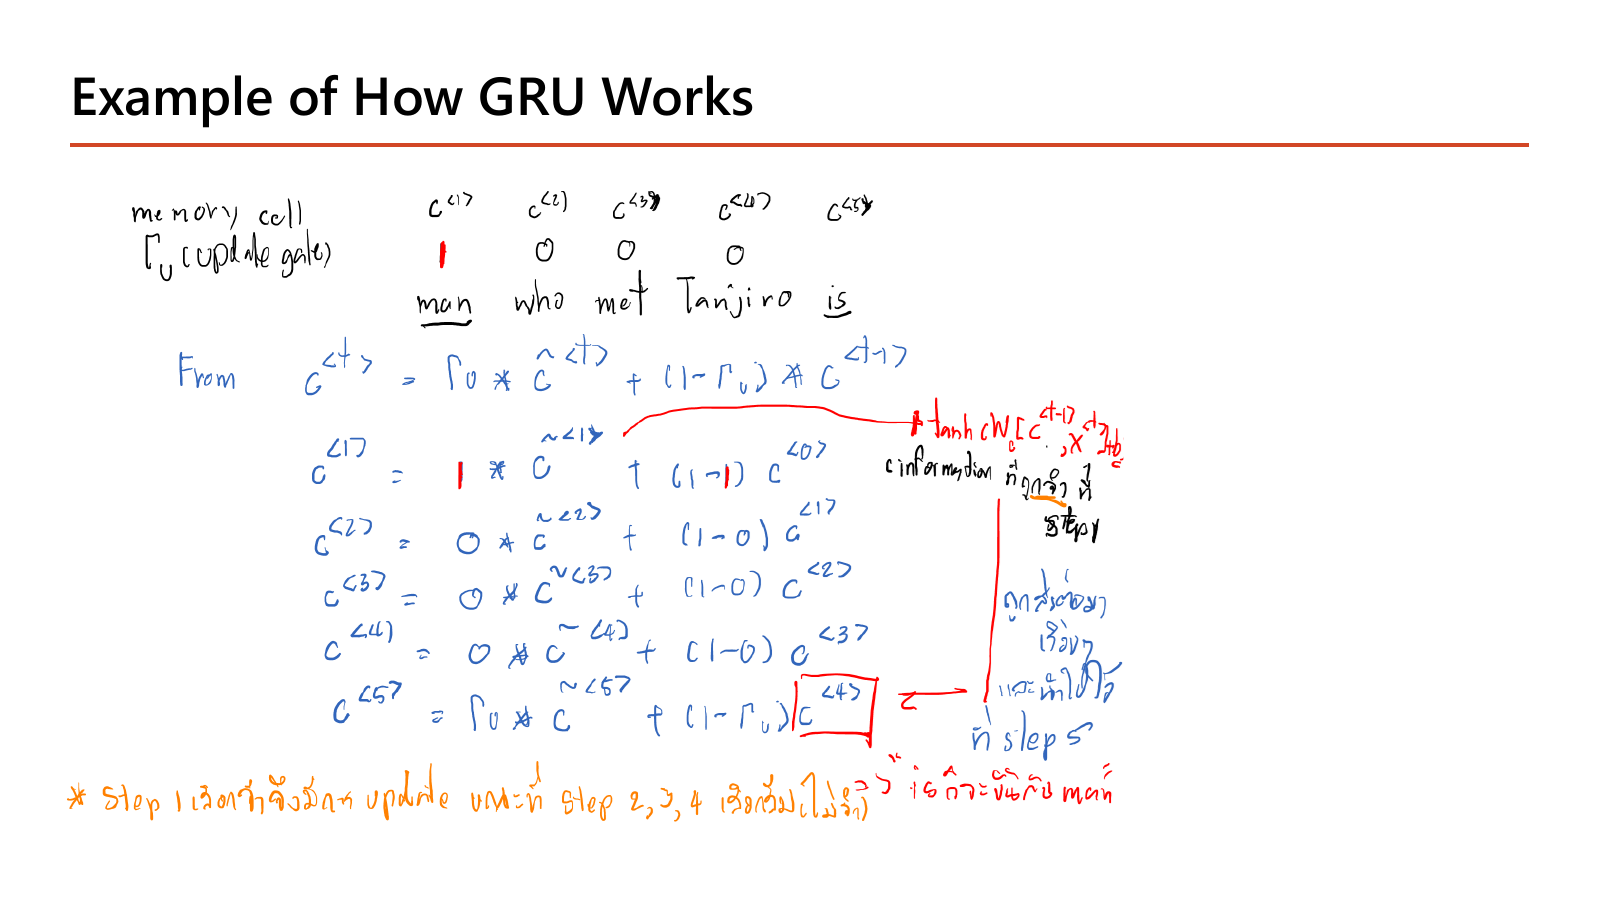 Example of How GRU Works
memory cell c<1> c<2> c<3> c<4> c<5>
Γu (update gate) 1 0 0 0
man who met Tanjiro is
From c<t> = Γu * c̃<t> + (1-Γu) * c<t-1>
tanh(Wc[c<t-1>, x<t>]+bc
c<1> = 1 * c̃<1> + (1-1) c<0>
cinformation ที่ถูกจำ ที่
step1
c<2> = 0 * c̃<2> + (1-0) c<1>
c<3> = 0 * c̃<3> + (1-0) c<2>
ถูกส่งต่อมา
c<4> = 0 * c̃<4> + (1-0) c<3>
เรื่อยๆ
c<5> = Γu * c̃<5> + (1-Γu) c<4>
และนำไปใช้
ที่ step 5
* Step 1 เลือกจำจึงมีการ update ขณะที่ step 2, 3, 4 เลือกลืม (ไม่จำ)
is ก็จะขึ้นกับ man ที่